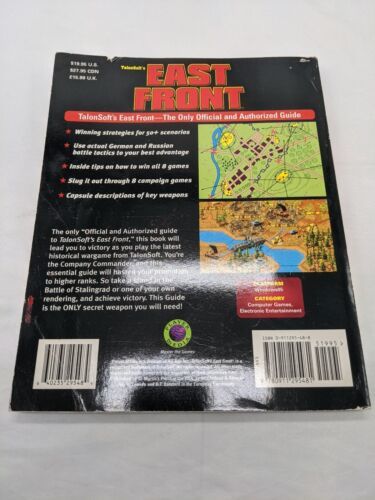 $19.95 U.S.
$27.95 CDN
£15.99 U.K.
TalonSoft's
EAST
FRONT
TalonSoft's East Front—The Only Official and Authorized Guide
Winning strategies for 50+ scenarios
Use actual German and Russian
battle tactics to your best advantage
Inside tips on how to win all 8 games
Slug it out through 8 campaign games
Capsule descriptions of key weapons
The only "Official and Authorized guide
to TalonSoft's East Front," this book will
lead you to victory as you play the latest
historical wargame from TalonSoft. You're
the Company Commander, and this
essential guide will hasten your promotion
to higher ranks. So take a stand in the
Battle of Stalingrad or one of your own
rendering, and achieve victory. This Guide
is the ONLY secret weapon you will need!
PLATFORM
Windows95
CATEGORY
Computer Games,
Electronic Entertainment
Master the Games
51995